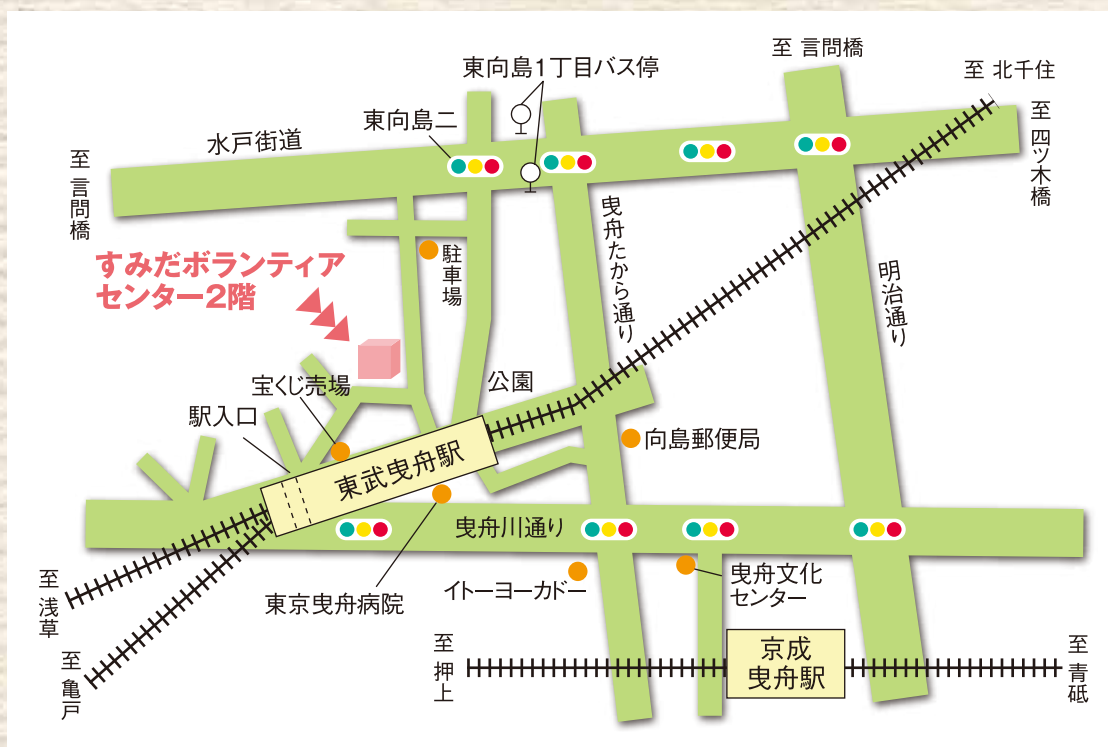 至 言問橋
東向島1丁目バス停
至 北千住
東向島二
水戸街道
至 四ツ木橋
至 言問橋
曳舟たから通り
駐車場
すみだボランティア
センター2階
明治通り
公園
宝くじ売場
駅入口
向島郵便局
東武曳舟駅
曳舟川通り
至 浅草
東京曳舟病院
イトーヨーカドー
曳舟文化
センター
至 亀戸
至 押上
京成
曳舟駅
至 青砥